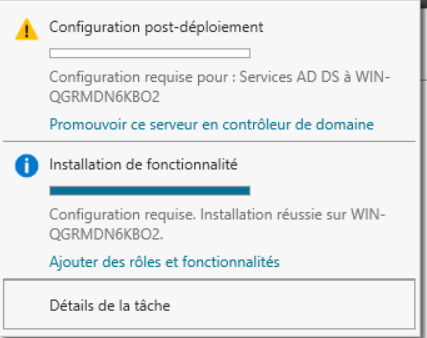 Configuration post-déploiement
Configuration requise pour : Services AD DS à WIN-
QGRMDN6KBO2
Promouvoir ce serveur en contrôleur de domaine
Installation de fonctionnalité
Configuration requise. Installation réussie sur WIN-
QGRMDN6KBO2.
Ajouter des rôles et fonctionnalités
Détails de la tâche